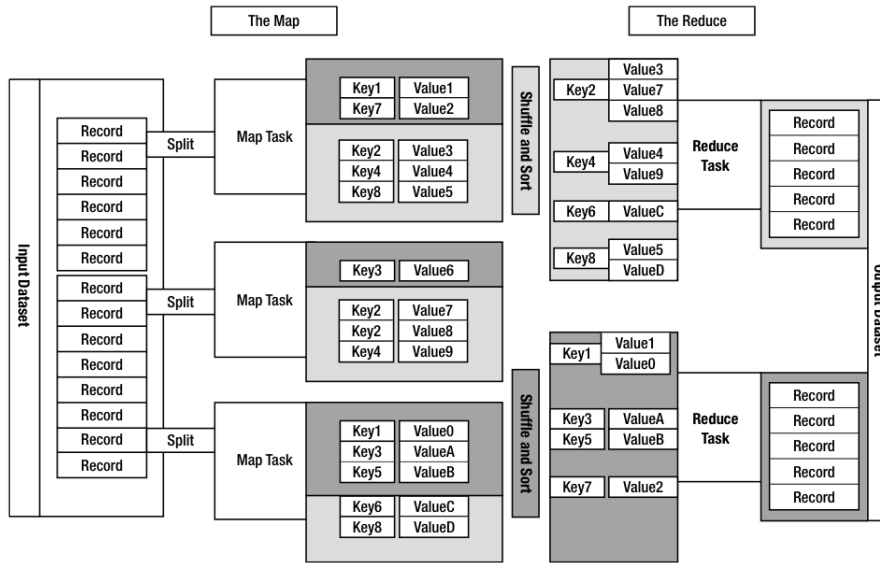 The Map
The Reduce
Input Dataset
Record
Record
Record
Record
Record
Record
Record
Record
Record
Record
Record
Record
Record
Record
Split
Split
Split
Map Task
Key1 Value1
Key7 Value2
Key2 Value3
Key4 Value4
Key8 Value5
Map Task
Key3 Value6
Key2 Value7
Key2 Value8
Key4 Value9
Map Task
Key1 Value0
Key3 ValueA
Key5 ValueB
Key6 ValueC
Key8 ValueD
Shuffle and Sort
Shuffle and Sort
Key2
Value3
Value7
Value8
Key4
Value4
Value9
Key6 ValueC
Key8
Value5
ValueD
Reduce
Task
Record
Record
Record
Record
Record
Key1
Value1
Value0
Key3 ValueA
Key5 ValueB
Key7 Value2
Reduce
Task
Record
Record
Record
Record
Record
Output Dataset